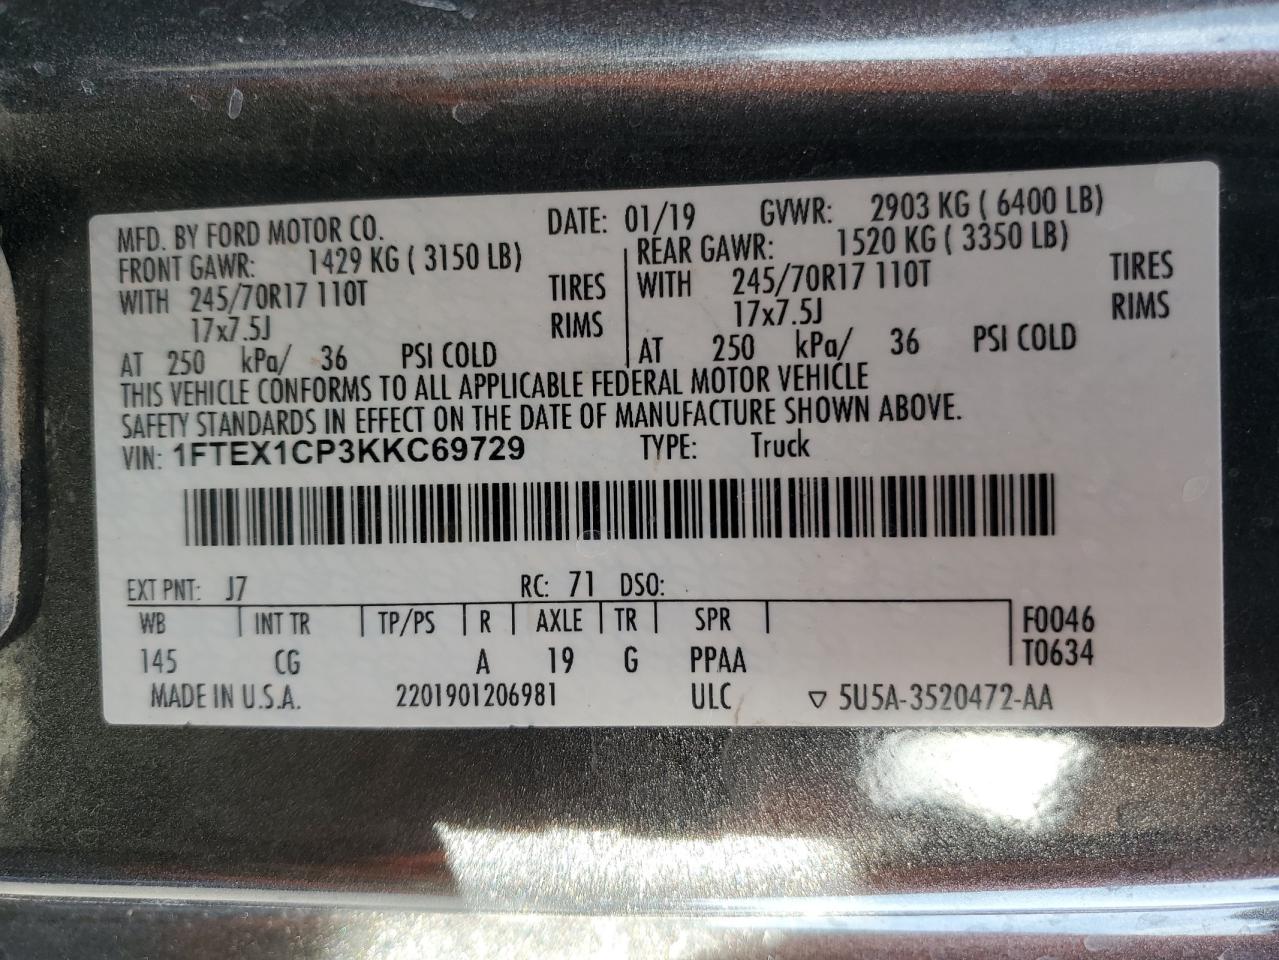 MFD. BY FORD MOTOR CO. DATE: 01/19 GVWR: 2903 KG ( 6400 LB)
FRONT GAWR: 1429 KG ( 3150 LB) REAR GAWR: 1520 KG ( 3350 LB)
WITH 245/70R17 110T TIRES WITH 245/70R17 110T TIRES
17x7.5J RIMS 17x7.5J RIMS
AT 250 kPa/ 36 PSI COLD AT 250 kPa/ 36 PSI COLD
THIS VEHICLE CONFORMS TO ALL APPLICABLE FEDERAL MOTOR VEHICLE
SAFETY STANDARDS IN EFFECT ON THE DATE OF MANUFACTURE SHOWN ABOVE.
VIN: 1FTEX1CP3KKC69729 TYPE: Truck
EXT PNT: J7 RC: 71 DSO:
WB INT TR TP/PS R AXLE TR SPR F0046
145 CG A 19 G PPAA T0634
MADE IN U.S.A. 2201901206981 ULC ▽ 5U5A-3520472-AA